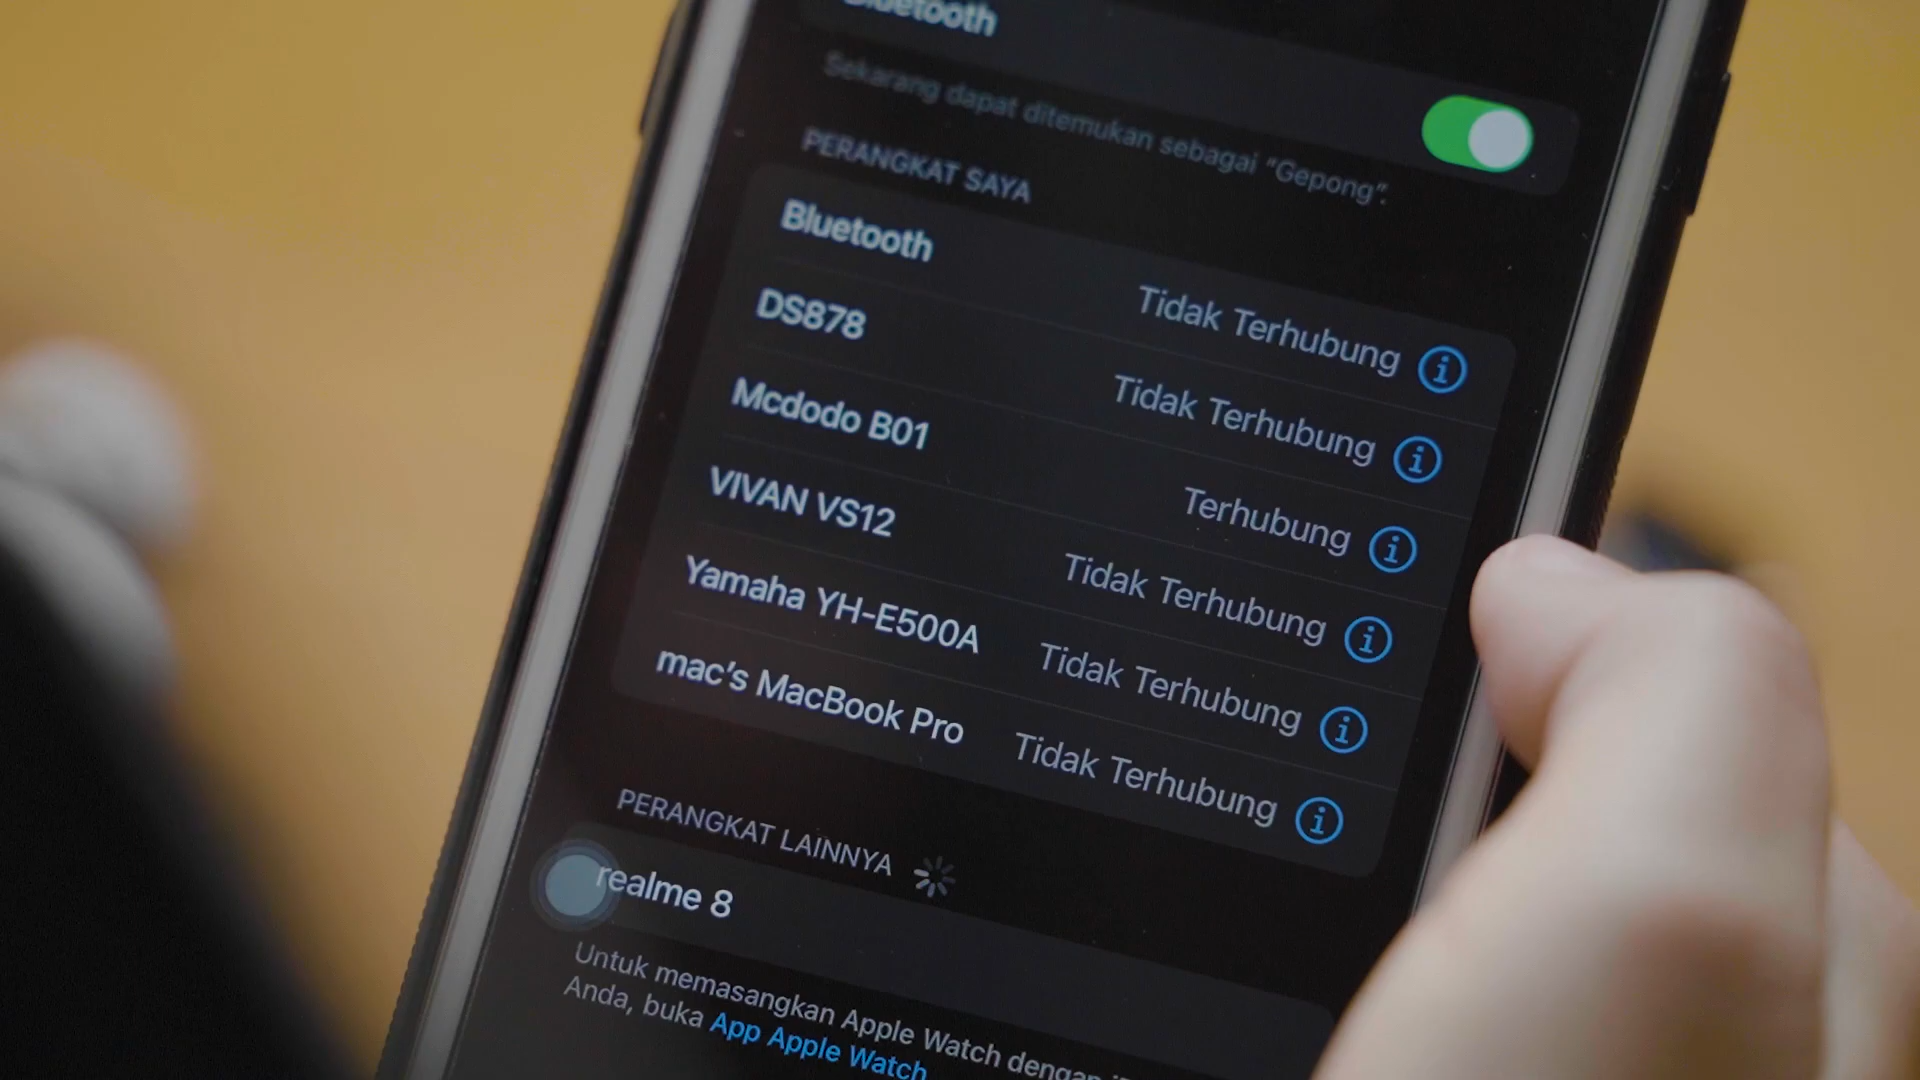 Bluetooth
Sekarang dapat ditemukan sebagai "Gepong".
PERANGKAT SAYA
Bluetooth Tidak Terhubung
DS878 Tidak Terhubung
Mcdodo B01 Terhubung
VIVAN VS12 Tidak Terhubung
Yamaha YH-E500A Tidak Terhubung
mac's MacBook Pro Tidak Terhubung
PERANGKAT LAINNYA
realme 8
Untuk memasangkan Apple Watch dengan
Anda, buka App Apple Watch